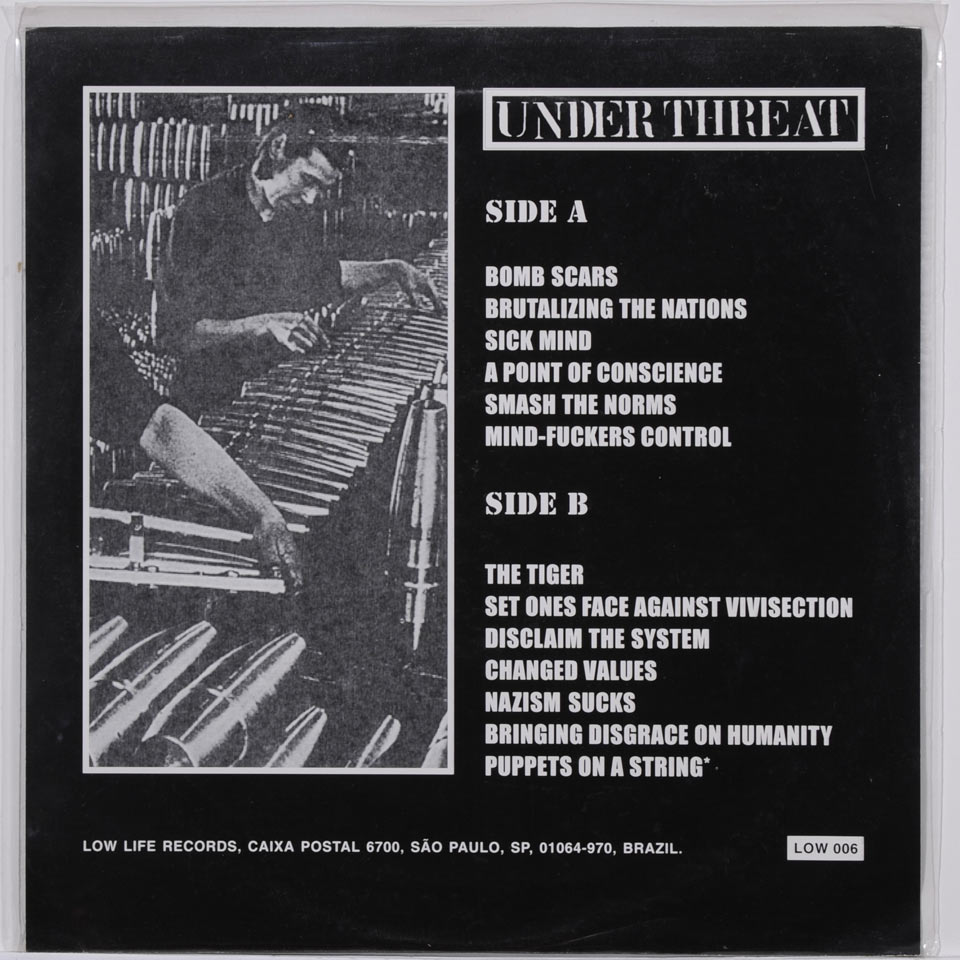 UNDER THREAT
SIDE A
BOMB SCARS
BRUTALIZING THE NATIONS
SICK MIND
A POINT OF CONSCIENCE
SMASH THE NORMS
MIND-FUCKERS CONTROL
SIDE B
THE TIGER
SET ONES FACE AGAINST VIVISECTION
DISCLAIM THE SYSTEM
CHANGED VALUES
NAZISM SUCKS
BRINGING DISGRACE ON HUMANITY
PUPPETS ON A STRING*
LOW LIFE RECORDS, CAIXA POSTAL 6700, SÃO PAULO, SP, 01064-970, BRAZIL.
LOW 006